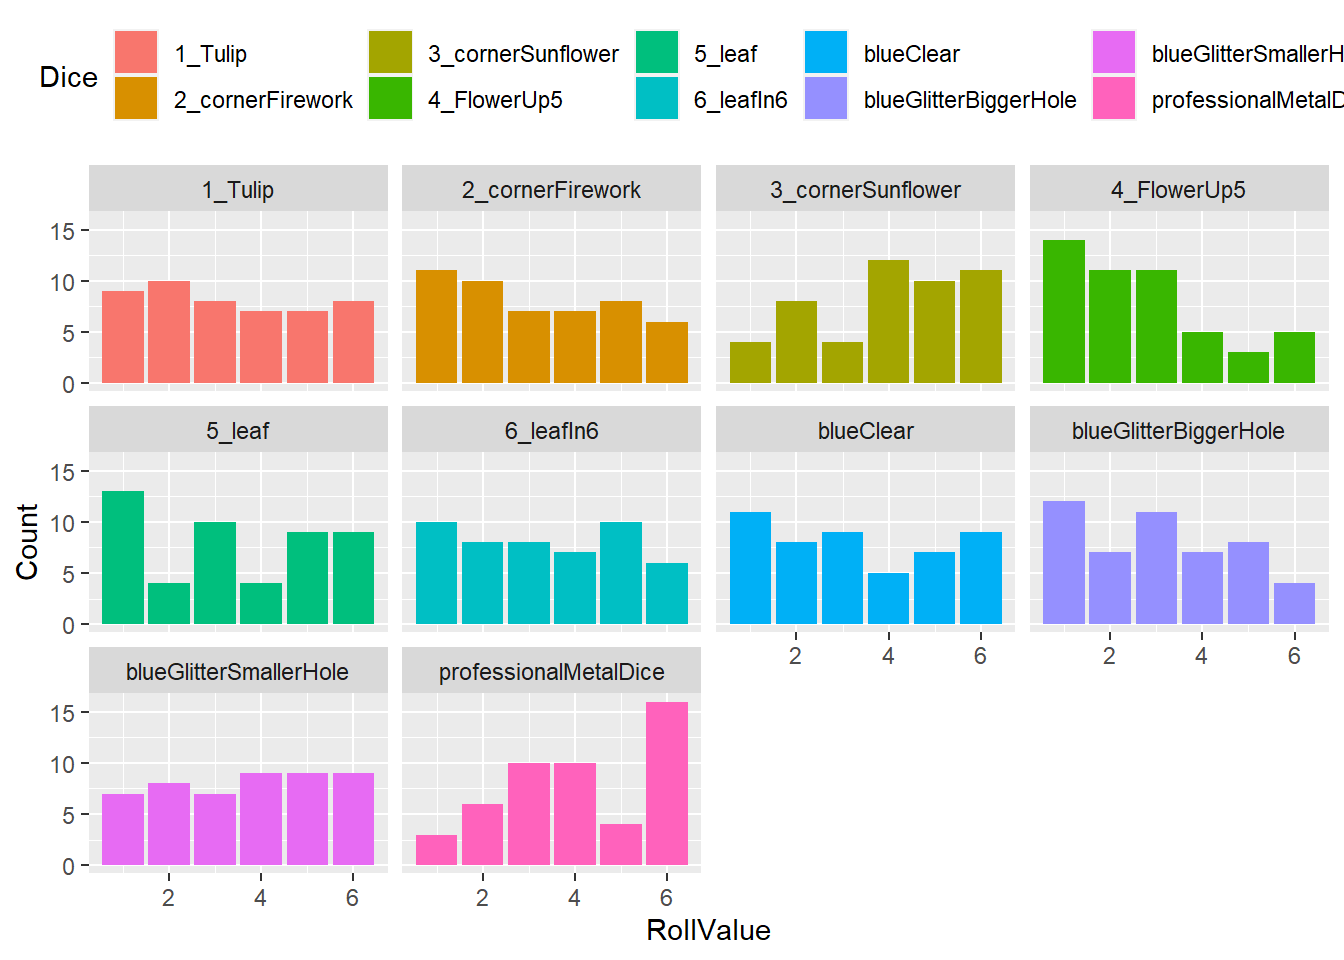 Dice
1_Tulip
3_cornerSunflower
5_leaf
blueClear
blueGlitterSmallerH
2_cornerFirework
4_FlowerUp5
6_leafIn6
blueGlitterBiggerHole
professionalMetalD
1_Tulip
2_cornerFirework
3_cornerSunflower
4_FlowerUp5
15
10
5
0
5_leaf
6_leafIn6
blueClear
blueGlitterBiggerHole
15
10
5
0
2 4 6
2 4 6
blueGlitterSmallerHole
professionalMetalDice
15
10
5
0
2 4 6
2 4 6
Count
RollValue